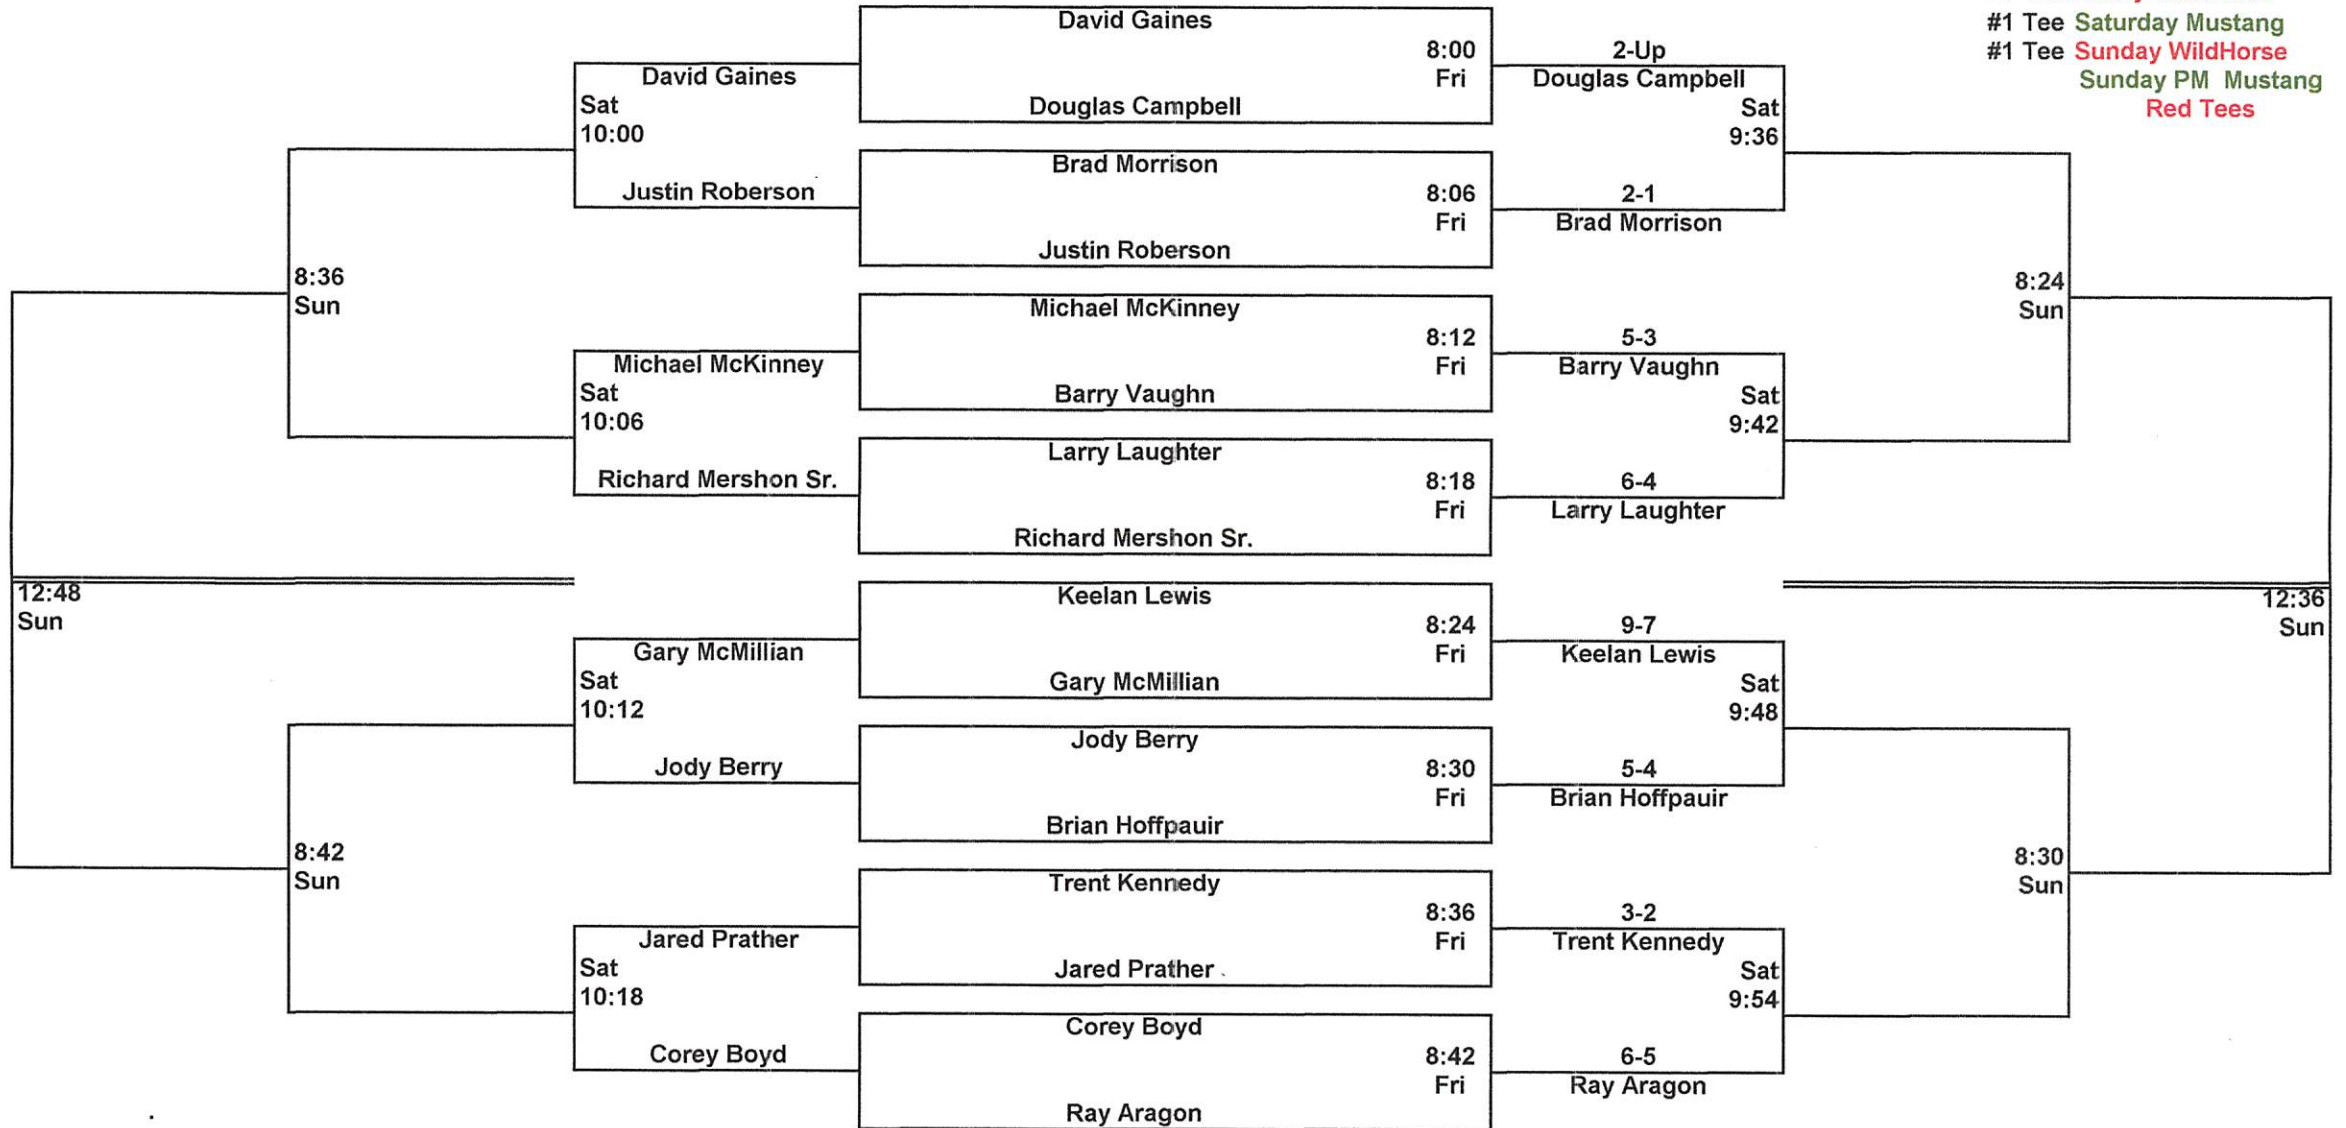 #1 Tee Saturday Mustang
#1 Tee Sunday WildHorse
Sunday PM Mustang
Red Tees
David Gaines
8:00
Fri
Douglas Campbell
Brad Morrison
8:06
Fri
Justin Roberson
Michael McKinney
8:12
Fri
Barry Vaughn
Larry Laughter
8:18
Fri
Richard Mershon Sr.
Keelan Lewis
8:24
Fri
Gary McMillian
Jody Berry
8:30
Fri
Brian Hoffpauir
Trent Kennedy
8:36
Fri
Jared Prather
Corey Boyd
8:42
Fri
Ray Aragon
David Gaines
Sat
10:00
Justin Roberson
Michael McKinney
Sat
10:06
Richard Mershon Sr.
Gary McMillian
Sat
10:12
Jody Berry
Jared Prather
Sat
10:18
Corey Boyd
8:36
Sun
8:42
Sun
12:48
Sun
2-Up
Douglas Campbell
Sat
9:36
2-1
Brad Morrison
5-3
Barry Vaughn
Sat
9:42
6-4
Larry Laughter
9-7
Keelan Lewis
Sat
9:48
5-4
Brian Hoffpauir
3-2
Trent Kennedy
Sat
9:54
6-5
Ray Aragon
8:24
Sun
8:30
Sun
12:36
Sun